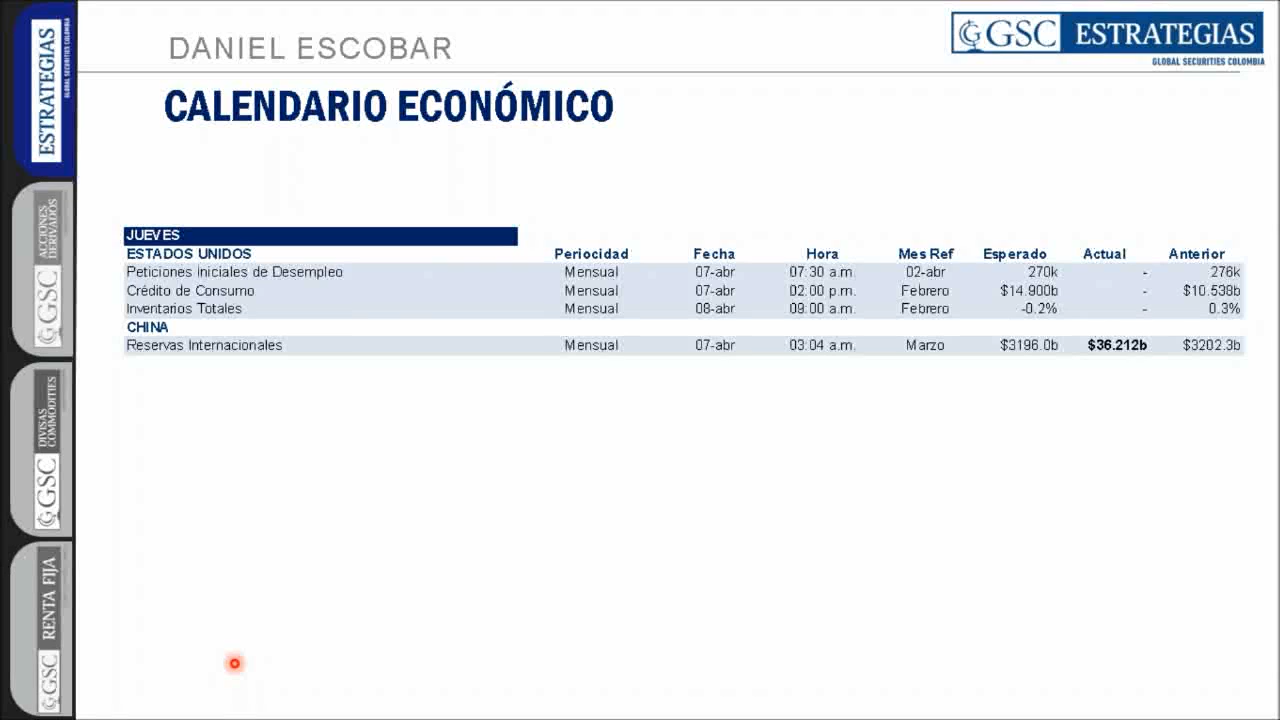 DANIEL ESCOBAR
GSC ESTRATEGIAS
GLOBAL SECURITIES COLOMBIA
CALENDARIO ECONÓMICO
JUEVES
ESTADOS UNIDOS Periocidad Fecha Hora Mes Ref Esperado Actual Anterior
Peticiones Iniciales de Desempleo Mensual 07-abr 07:30 a.m. 02-abr 270k - 276k
Crédito de Consumo Mensual 07-abr 02:00 p.m. Febrero $14.900b - $10.538b
Inventarios Totales Mensual 08-abr 09:00 a.m. Febrero -0.2% - 0.3%
CHINA
Reservas Internacionales Mensual 07-abr 03:04 a.m. Marzo $3196.0b $36.212b $3202.3b
ESTRATEGIAS
GLOBAL SECURITIES COLOMBIA
GSC ACCIONES
DERIVADOS
GSC DIVISAS
COMMODITIES
GSC RENTA FIJA